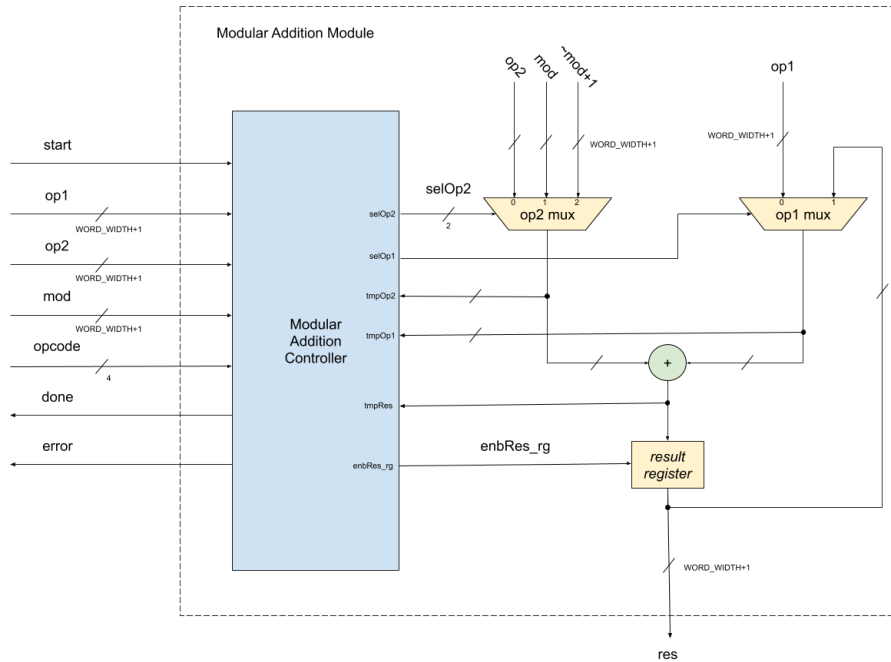 Modular Addition Module
op2
mod
~mod+1
op1
start
WORD_WIDTH+1
WORD_WIDTH+1
op1
WORD_WIDTH+1
selOp2
0
1
2
0
1
selOp2
2
op2 mux
op1 mux
op2
WORD_WIDTH+1
selOp1
mod
WORD_WIDTH+1
tmpOp2
Modular
Addition
Controller
tmpOp1
opcode
4
+
done
tmpRes
error
enbRes_rg
enbRes_rg
result
register
WORD_WIDTH+1
res